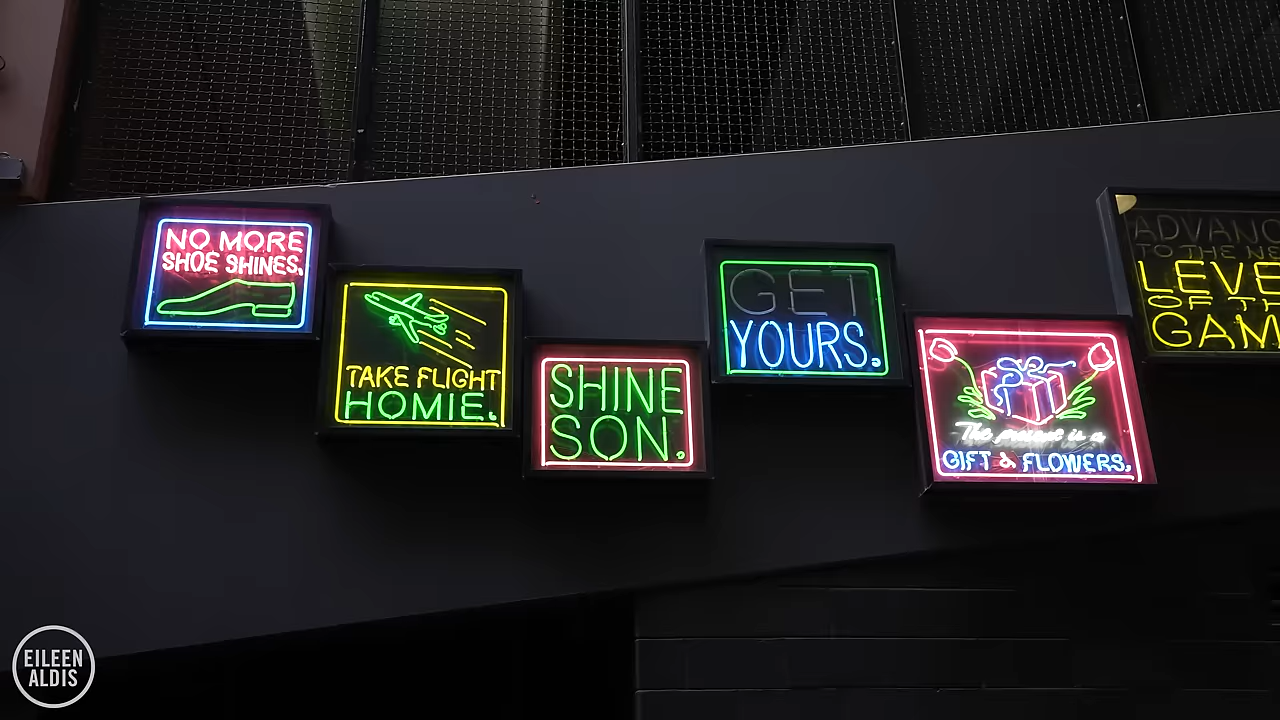 NO MORE
SHOE SHINES.
TAKE FLIGHT
HOMIE.
SHINE
SON.
GET
YOURS.
The present is a
GIFT & FLOWERS.
ADVANC
TO THE NE
LEVE
OF TH
GAM
EILEEN
ALDIS